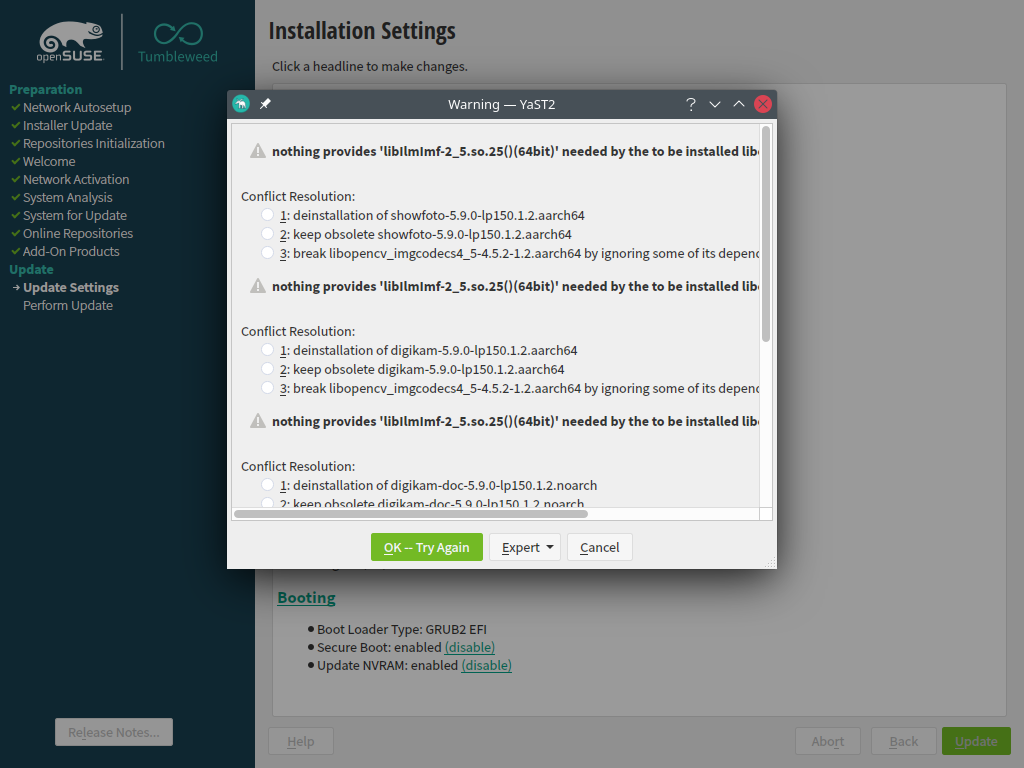 openSUSE
Tumbleweed
Preparation
Network Autosetup
Installer Update
Repositories Initialization
Welcome
Network Activation
System Analysis
System for Update
Online Repositories
Add-On Products
Update
Update Settings
Perform Update
Release Notes...
Installation Settings
Click a headline to make changes.
Warning — YaST2
nothing provides 'libIlmImf-2_5.so.25()(64bit)' needed by the to be installed lib
Conflict Resolution:
1: deinstallation of showfoto-5.9.0-lp150.1.2.aarch64
2: keep obsolete showfoto-5.9.0-lp150.1.2.aarch64
3: break libopencv_imgcodecs4_5-4.5.2-1.2.aarch64 by ignoring some of its depend
nothing provides 'libIlmImf-2_5.so.25()(64bit)' needed by the to be installed lib
Conflict Resolution:
1: deinstallation of digikam-5.9.0-lp150.1.2.aarch64
2: keep obsolete digikam-5.9.0-lp150.1.2.aarch64
3: break libopencv_imgcodecs4_5-4.5.2-1.2.aarch64 by ignoring some of its depend
nothing provides 'libIlmImf-2_5.so.25()(64bit)' needed by the to be installed lib
Conflict Resolution:
1: deinstallation of digikam-doc-5.9.0-lp150.1.2.noarch
2: keep obsolete digikam-doc-5.9.0-lp150.1.2.noarch
OK -- Try Again
Expert
Cancel
Booting
Boot Loader Type: GRUB2 EFI
Secure Boot: enabled (disable)
Update NVRAM: enabled (disable)
Help
Abort
Back
Update